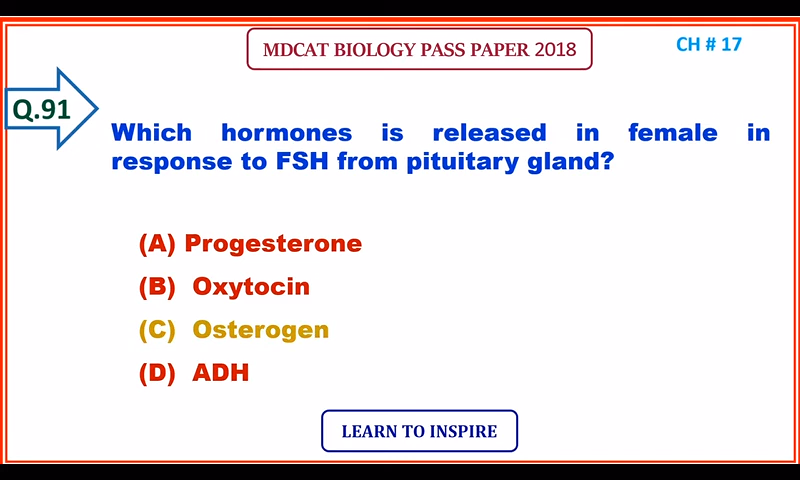 MDCAT BIOLOGY PASS PAPER 2018
CH # 17
Q.91
Which hormones is released in female in
response to FSH from pituitary gland?
(A) Progesterone
(B) Oxytocin
(C) Osterogen
(D) ADH
LEARN TO INSPIRE